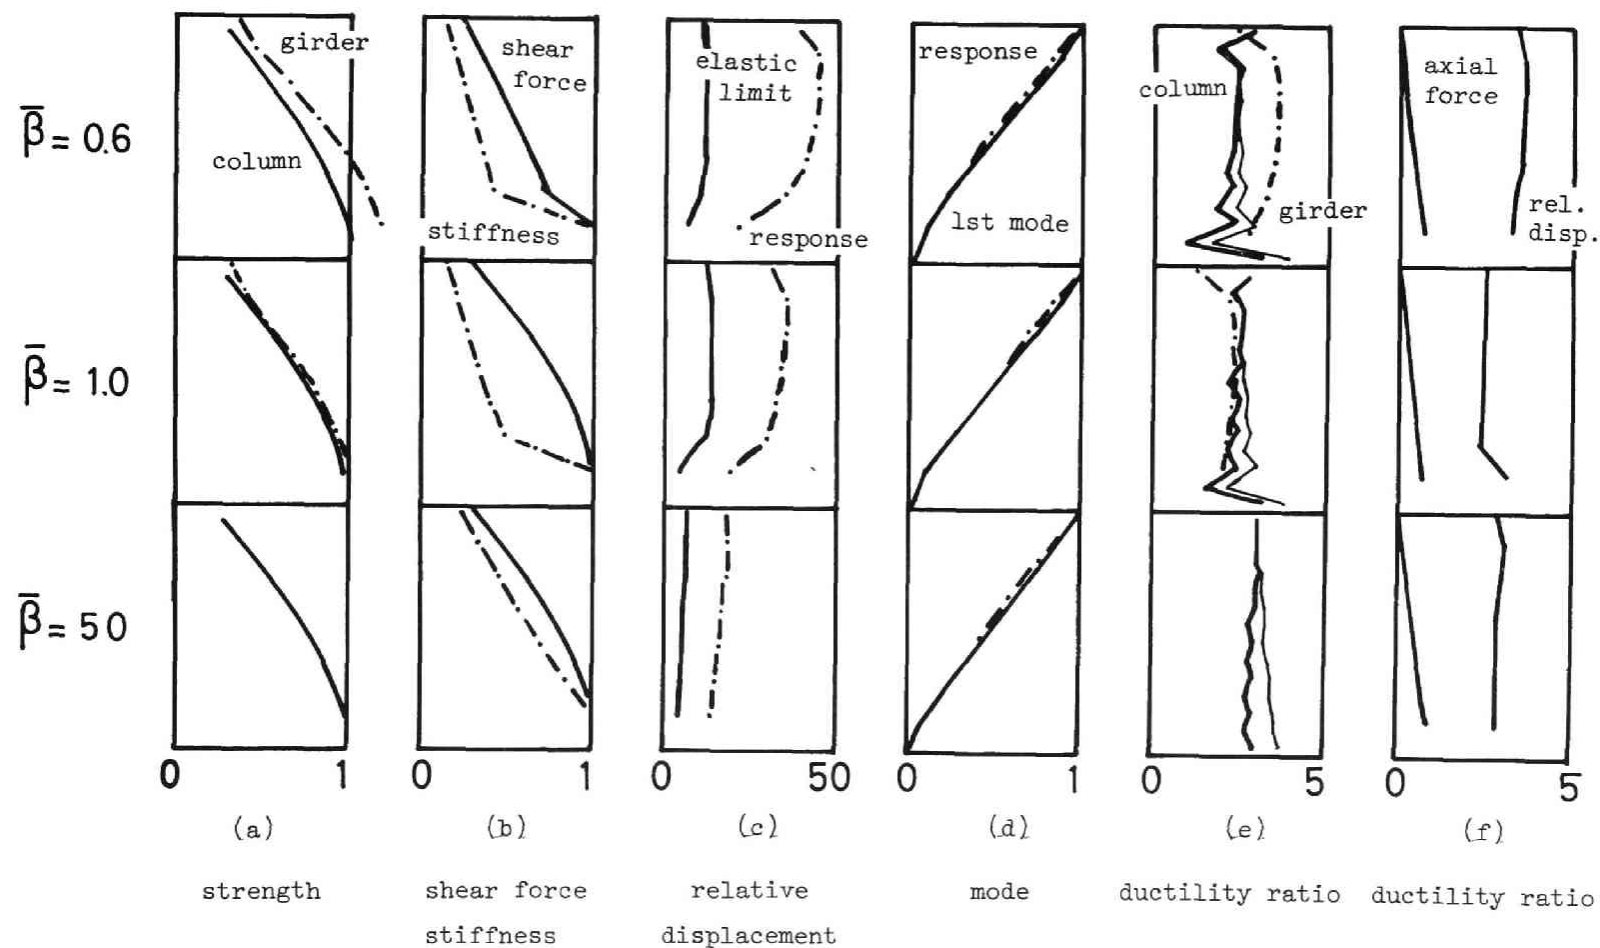 girder
column
shear
force
stiffness
elastic
limit
response
response
1st mode
column
girder
axial
force
rel.
disp.
β̄= 0.6
β̄= 1.0
β̄= 50
0 1 0 1 0 50 0 1 0 5 0 5
(a) (b) (c) (d) (e) (f)
strength shear force relative mode ductility ratio ductility ratio
stiffness displacement